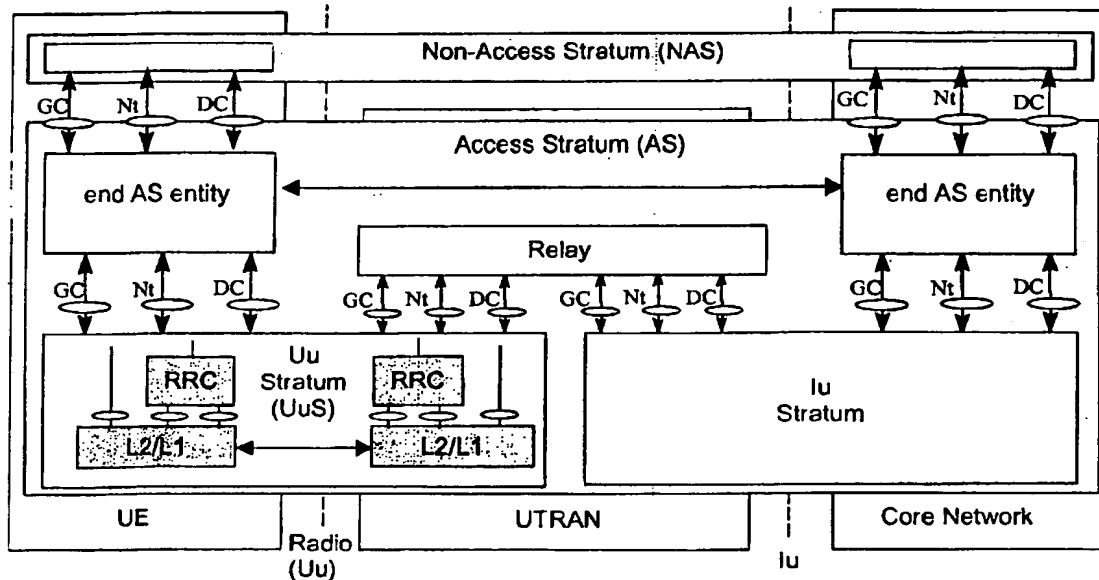 Non-Access Stratum (NAS)
GC Nt DC GC Nt DC
Access Stratum (AS)
end AS entity end AS entity
Relay
GC Nt DC GC Nt DC GC Nt DC GC Nt DC
RRC Uu RRC
Stratum
(UuS)
Iu
Stratum
L2/L1 L2/L1
UE UTRAN Core Network
Radio
(Uu)
Iu